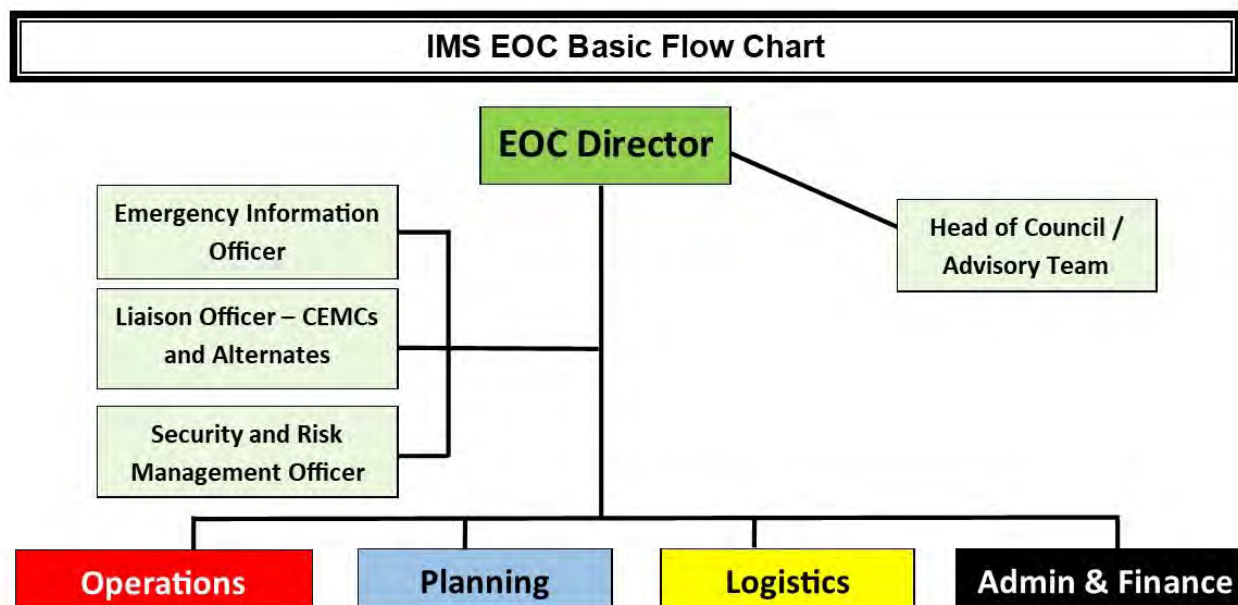 IMS EOC Basic Flow Chart
EOC Director
Emergency Information
Officer
Head of Council /
Advisory Team
Liaison Officer – CEMCs
and Alternates
Security and Risk
Management Officer
Operations
Planning
Logistics
Admin & Finance